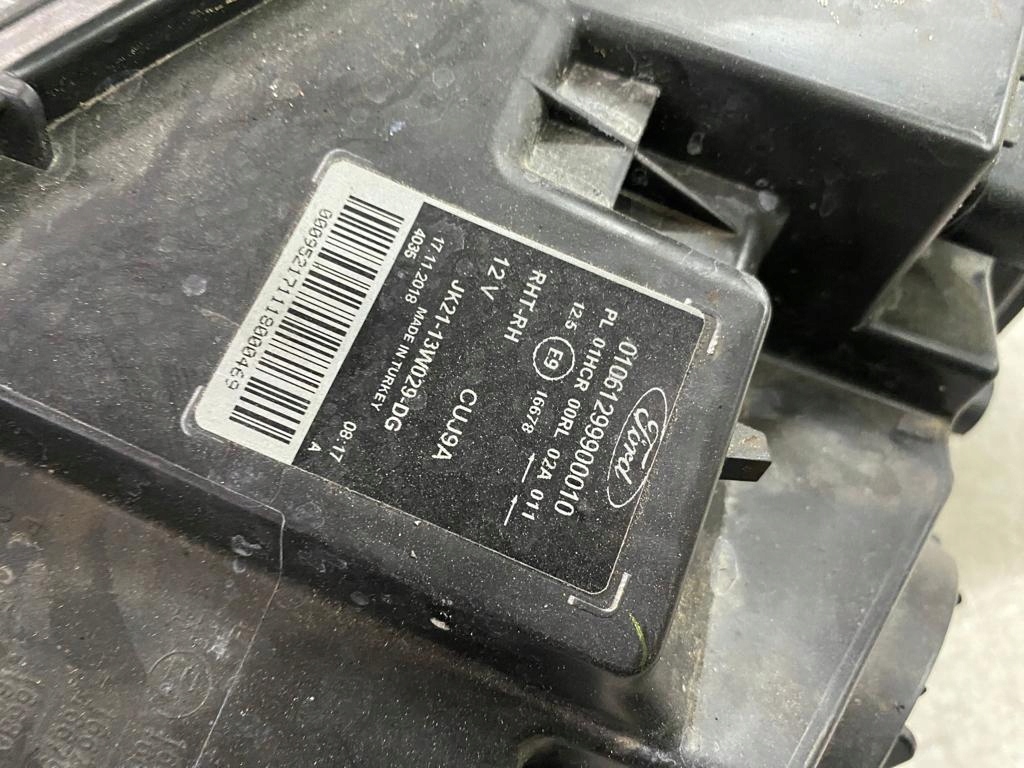 Ford
0106129900010
PL 01HCR 00RL 02A 011
12.5 E9 16678
RHT-RH
12 V
CUJ9A
JK21-13W029-DG
17.11.2018 MADE IN TURKEY 08:17
4035 A
0000952171118000469